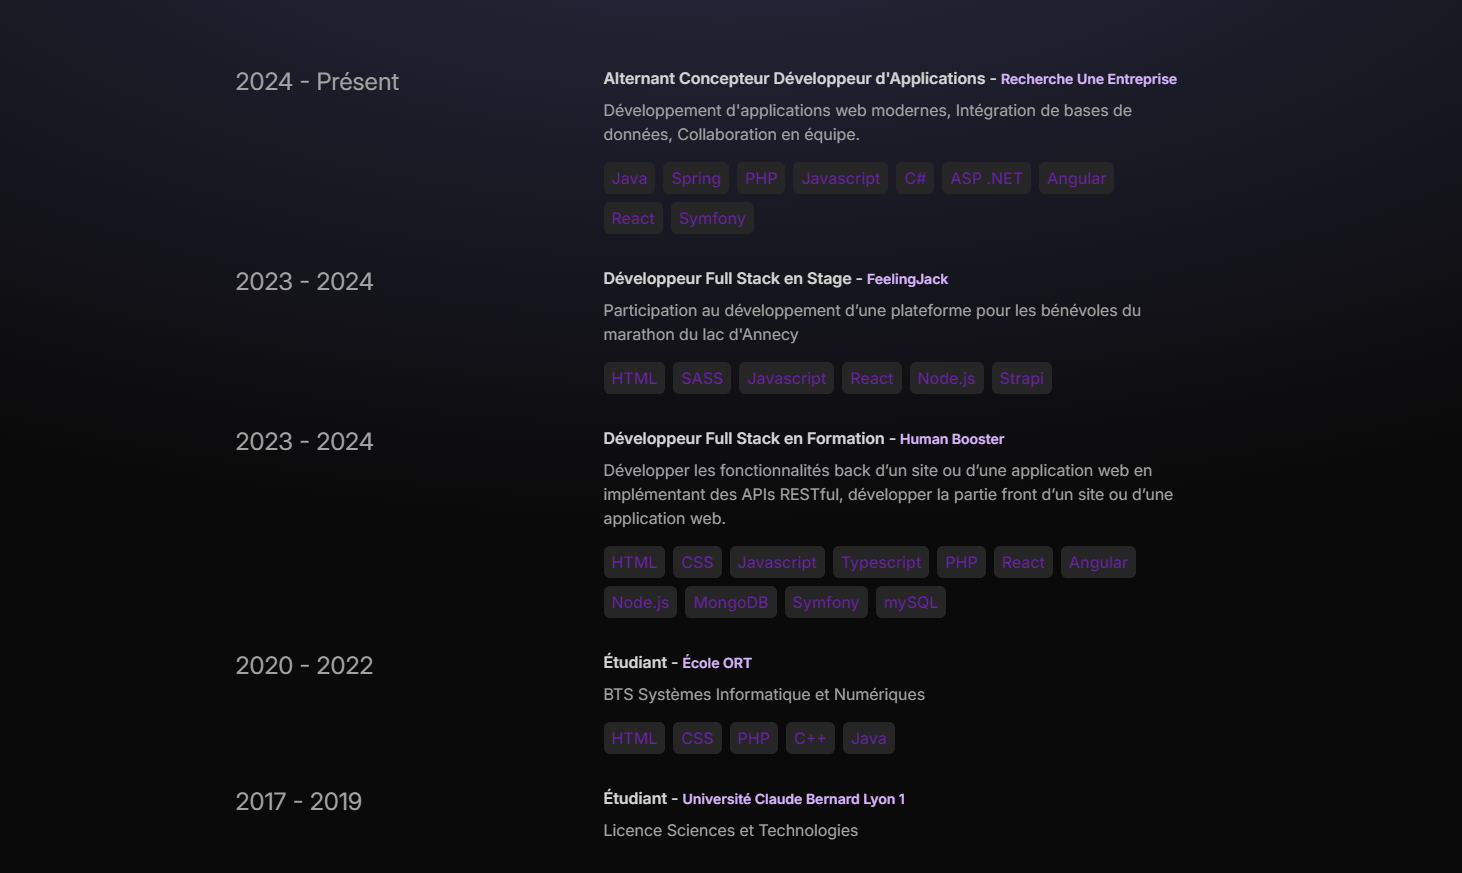 2024 - Présent
Alternant Concepteur Développeur d'Applications - Recherche Une Entreprise
Développement d'applications web modernes, Intégration de bases de
données, Collaboration en équipe.
Java Spring PHP Javascript C# ASP .NET Angular
React Symfony
2023 - 2024
Développeur Full Stack en Stage - FeelingJack
Participation au développement d’une plateforme pour les bénévoles du
marathon du lac d'Annecy
HTML SASS Javascript React Node.js Strapi
2023 - 2024
Développeur Full Stack en Formation - Human Booster
Développer les fonctionnalités back d’un site ou d’une application web en
implémentant des APIs RESTful, développer la partie front d’un site ou d’une
application web.
HTML CSS Javascript Typescript PHP React Angular
Node.js MongoDB Symfony mySQL
2020 - 2022
Étudiant - École ORT
BTS Systèmes Informatique et Numériques
HTML CSS PHP C++ Java
2017 - 2019
Étudiant - Université Claude Bernard Lyon 1
Licence Sciences et Technologies